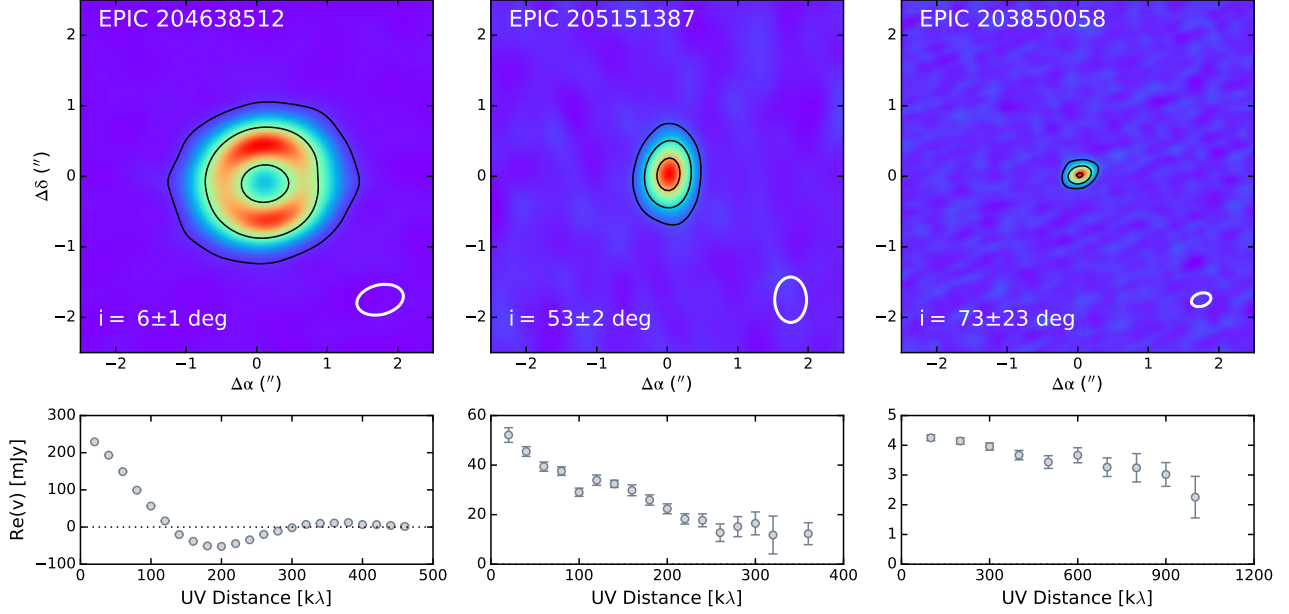 EPIC 204638512
EPIC 205151387
EPIC 203850058
Δδ (″)
2
1
0
−1
−2
i = 6±1 deg
−2 −1 0 1 2
Δα (″)
2
1
0
−1
−2
i = 53±2 deg
−2 −1 0 1 2
Δα (″)
2
1
0
−1
−2
i = 73±23 deg
−2 −1 0 1 2
Δα (″)
Re(v) [mJy]
300
200
100
0
−100
0 100 200 300 400 500
UV Distance [kλ]
60
40
20
0
0 100 200 300 400
UV Distance [kλ]
5
4
3
2
1
0
0 300 600 900 1200
UV Distance [kλ]